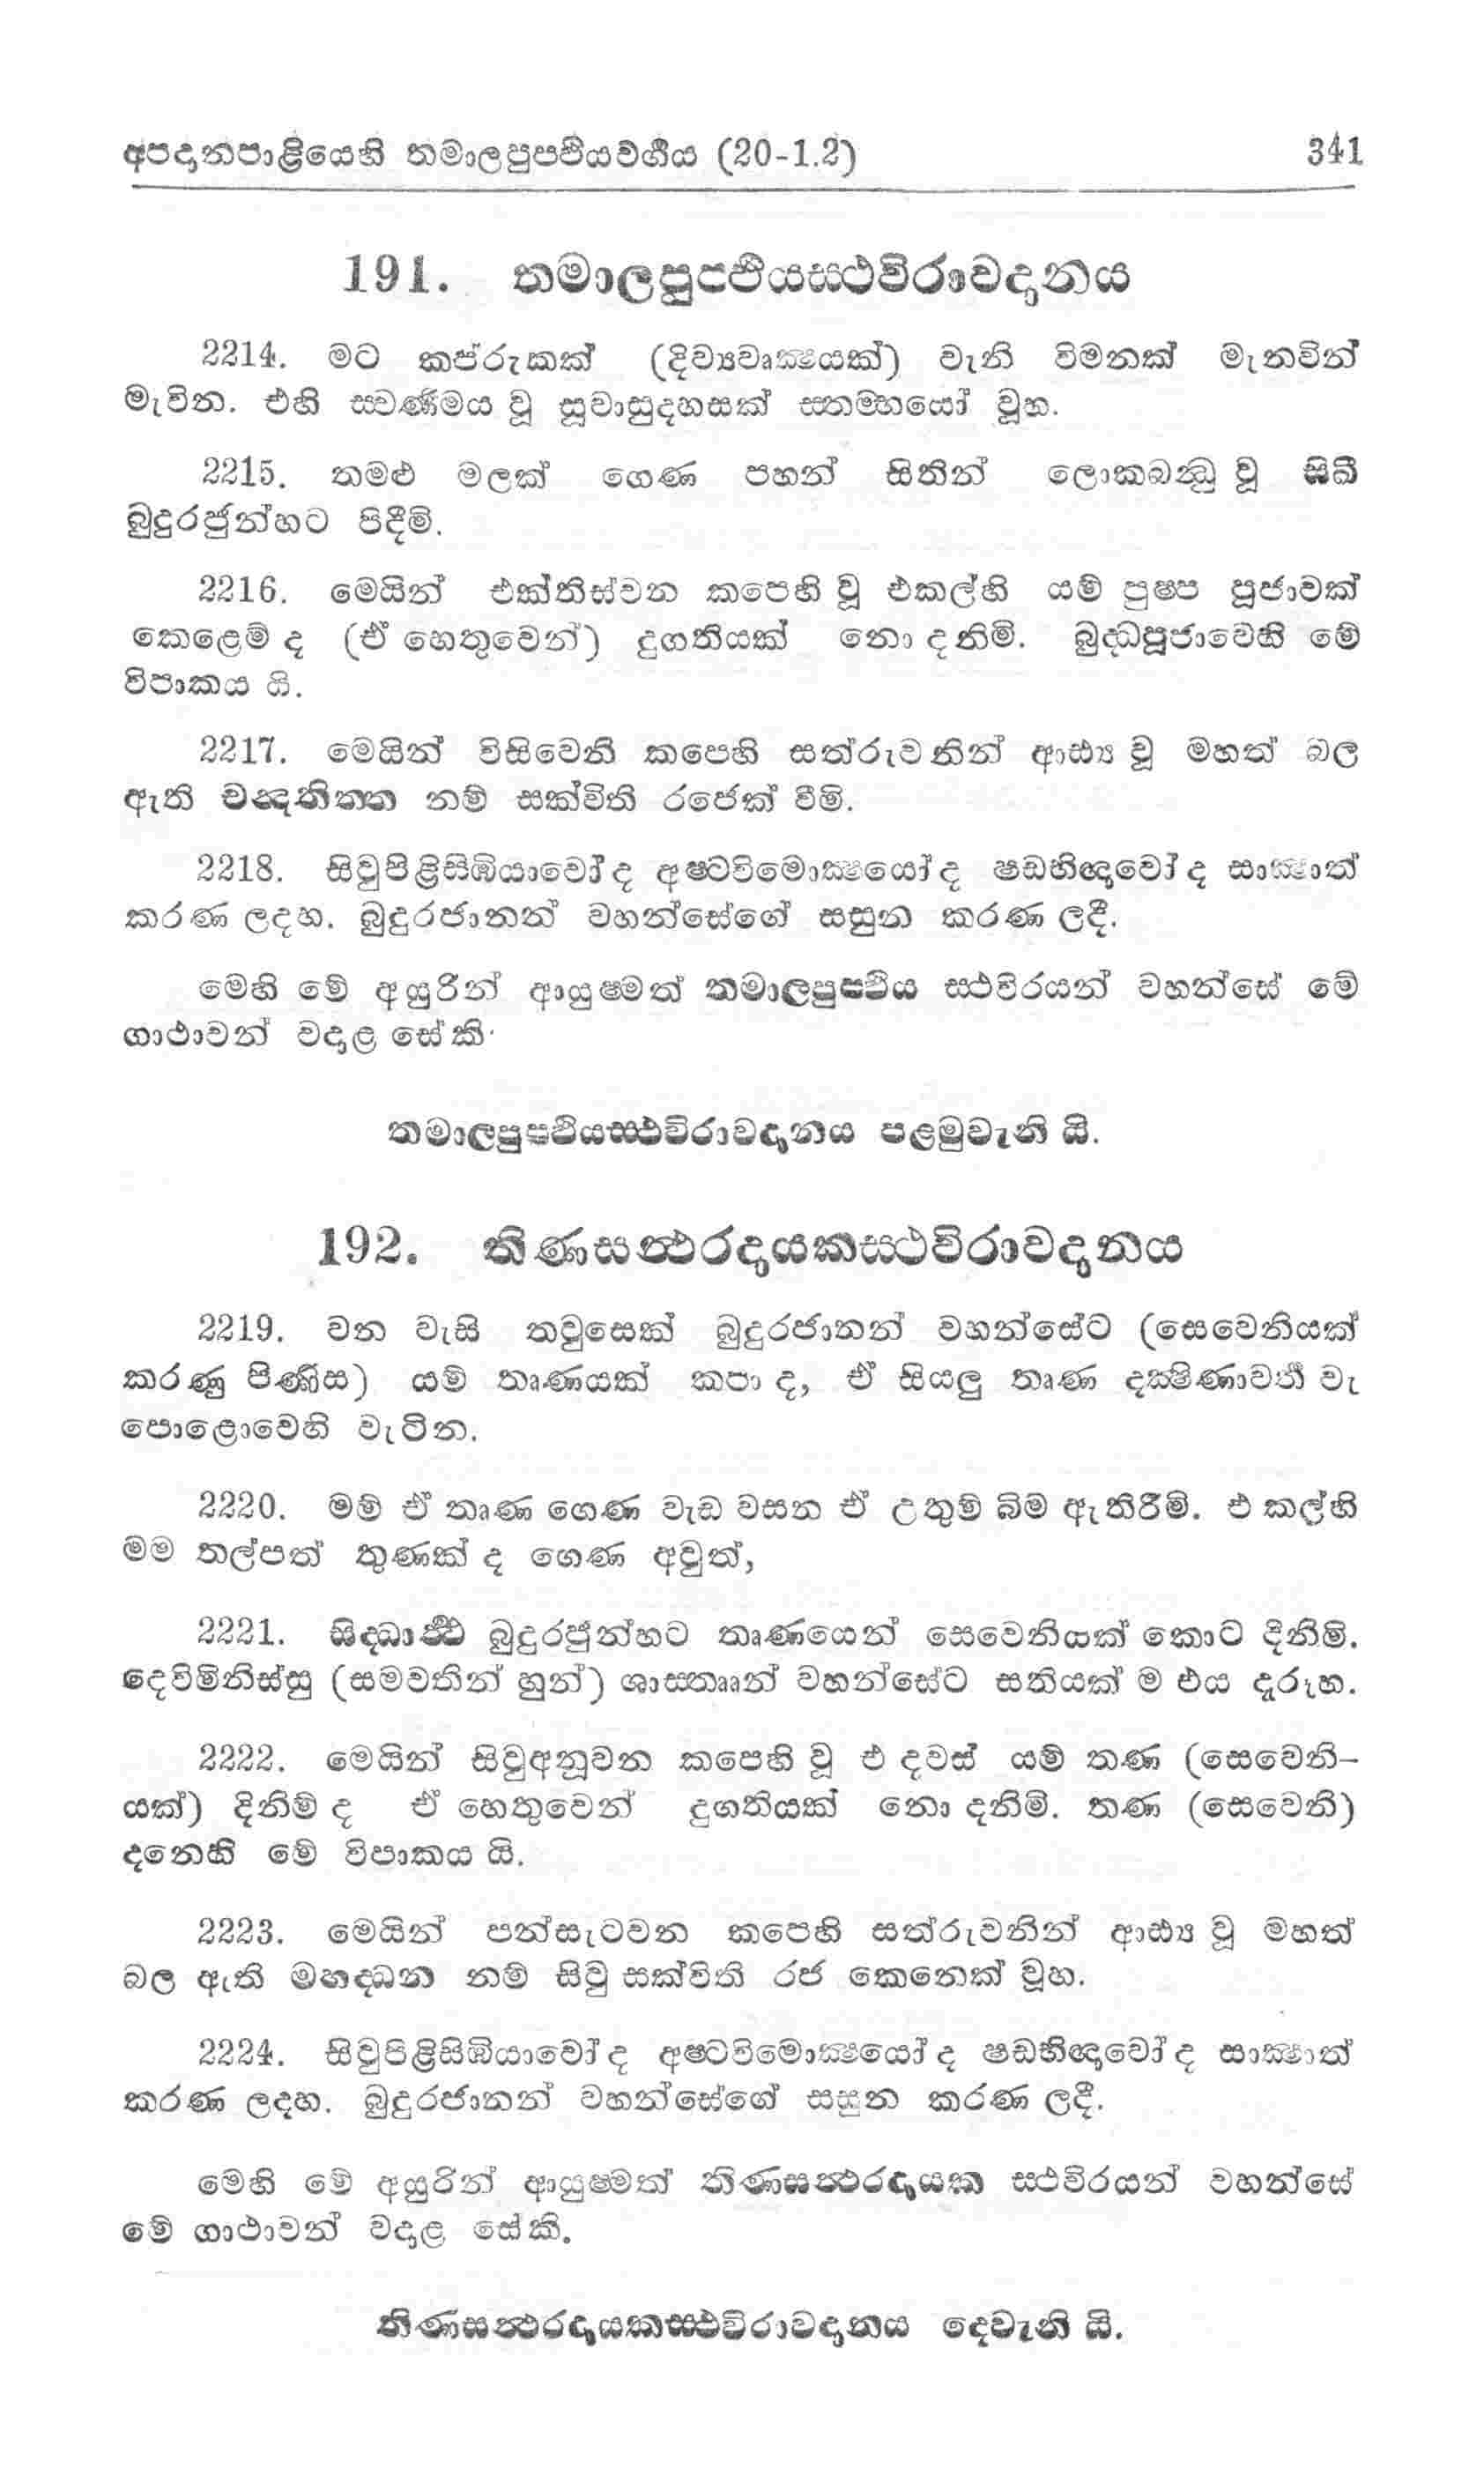 අපදානපාළියෙහි තමාලපුප්ඵියවර්ගය (20-1.2) 341
191. තමාලපුප්ඵියස්ථවිරාවදානය
2214. මට කප්රුකක් (දිව්‍යවෘක්‍ෂයක්) වැනි විමනක් මැනවින්
මැවින. එහි ස්වර්ණමය වූ සූවාසුදහසක් ස්තම්භයෝ වූහ.
2215. තමළු මලක් ගෙණ පහන් සිතින් ලොකබන්ධු වූ සිඛී
බුදුරජුන්හට පිදීමි.
2216. මෙයින් එක්තිස්වන කපෙහි වූ එකල්හි යම් පුෂ්ප පූජාවක්
කෙළෙම් ද (ඒ හෙතුවෙන්) දුගතියක් නො දනිමි. බුද්ධපූජාවෙහි මේ
විපාකය යි.
2217. මෙයින් විසිවෙනි කපෙහි සත්රුවනින් ආඪ්‍ය වූ මහත් බල
ඇති චඤ්තිත්ත නම් සක්විති රජෙක් වීමි.
2218. සිවුපිළිසිඹියාවෝ ද අෂ්ටවිමොක්‍ෂයෝ ද ෂඩභිඥාවෝ ද සාක්‍ෂාත්
කරණ ලදහ. බුදුරජානන් වහන්සේගේ සසුන කරණ ලදී.
මෙහි මේ අයුරින් ආයුෂ්මත් තමාලපුප්ඵිය ස්ථවිරයන් වහන්සේ මේ
ගාථාවන් වදාළ සේකි.
තමාලපුප්ඵියස්ථවිරාවදානය පළමුවැනි යි.
192. තිණසන්ථරදායකස්ථවිරාවදානය
2219. වන වැසි තවුසෙක් බුදුරජානන් වහන්සේට (සෙවෙනියක්
කරණු පිණිස) යම් තෘණයක් කපා ද, ඒ සියලු තෘණ දක්‍ෂිණාවර්ත වැ
පොළොවෙහි වැටින.
2220. මම් ඒ තෘණ ගෙණ වැඩ වසන ඒ උතුම් බිම ඇතිරීමි. එ කල්හි
මම තල්පත් තුණක් ද ගෙණ අවුත්,
2221. සිද්ධාර්ත්ථ බුදුරජුන්හට තෘණයෙන් සෙවෙනියක් කොට දිනිමි.
දෙවිමිනිස්සු (සමවතින් හුන්) ශාස්තෲන් වහන්සේට සතියක් ම එය දැරූහ.
2222. මෙයින් සිවුඅනූවන කපෙහි වූ එ දවස් යම් තණ (සෙවෙනි-
යක්) දිනිම් ද ඒ හෙතුවෙන් දුගතියක් නො දනිමි. තණ (සෙවෙනි)
දනෙහි මේ විපාකය යි.
2223. මෙයින් පන්සැටවන කපෙහි සත්රුවනින් ආඪ්‍ය වූ මහත්
බල ඇති මහද්ධන නම් සිවු සක්විති රජ කෙනෙක් වූහ.
2224. සිවුපිළිසිඹියාවෝ ද අෂ්ටවිමොක්‍ෂයෝ ද ෂඩභිඥාවෝ ද සාක්‍ෂාත්
කරණ ලදහ. බුදුරජානන් වහන්සේගේ සසුන කරණ ලදී.
මෙහි මේ අයුරින් ආයුෂ්මත් තිණසන්ථරදායක ස්ථවිරයන් වහන්සේ
මේ ගාථාවන් වදාළ සේකි.
තිණසන්ථරදායකස්ථවිරාවදානය දෙවැනි යි.